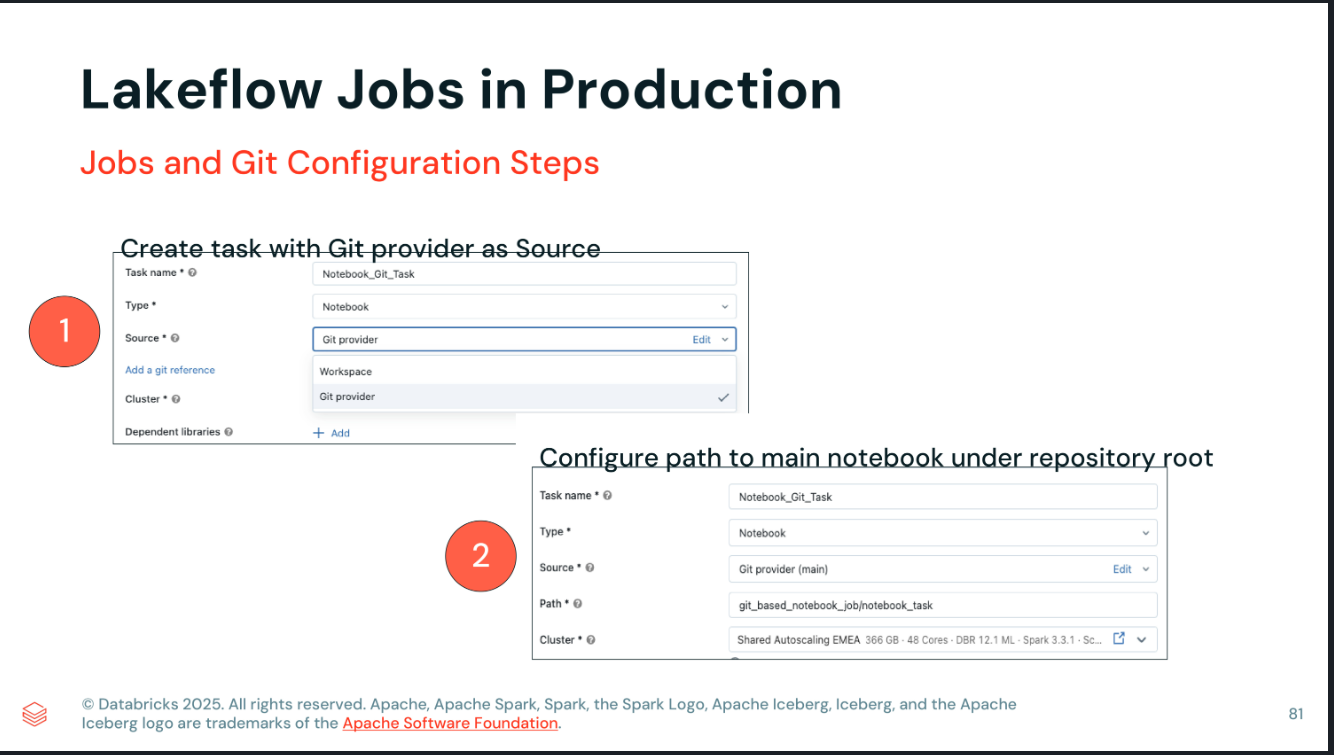 Lakeflow Jobs in Production
Jobs and Git Configuration Steps
Create task with Git provider as Source
1
Task name * Notebook_Git_Task
Type * Notebook
Source * Git provider Edit
Add a git reference
Workspace
Git provider
Cluster *
Dependent libraries + Add
Configure path to main notebook under repository root
2
Task name * Notebook_Git_Task
Type * Notebook
Source * Git provider (main) Edit
Path * git_based_notebook_job/notebook_task
Cluster * Shared Autoscaling EMEA 366 GB · 48 Cores · DBR 12.1 ML · Spark 3.3.1 · Sc...
© Databricks 2025. All rights reserved. Apache, Apache Spark, Spark, the Spark Logo, Apache Iceberg, Iceberg, and the Apache
Iceberg logo are trademarks of the Apache Software Foundation.
81